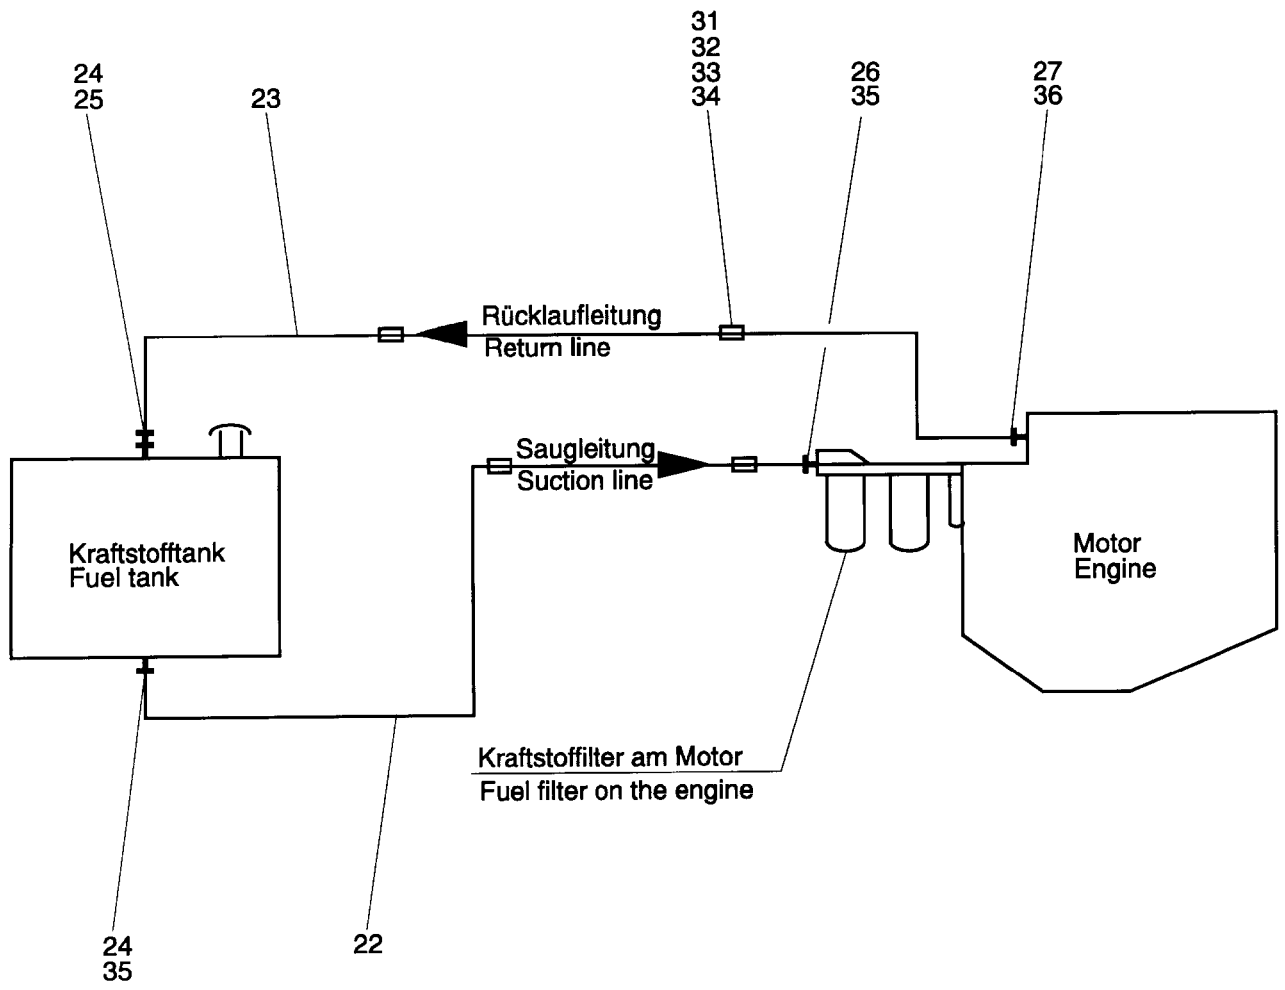 31
32
33
34
24
25
23
26
35
27
36
Rücklaufleitung
Return line
Saugleitung
Suction line
Kraftstofftank
Fuel tank
Motor
Engine
Kraftstoffilter am Motor
Fuel filter on the engine
24
35
22